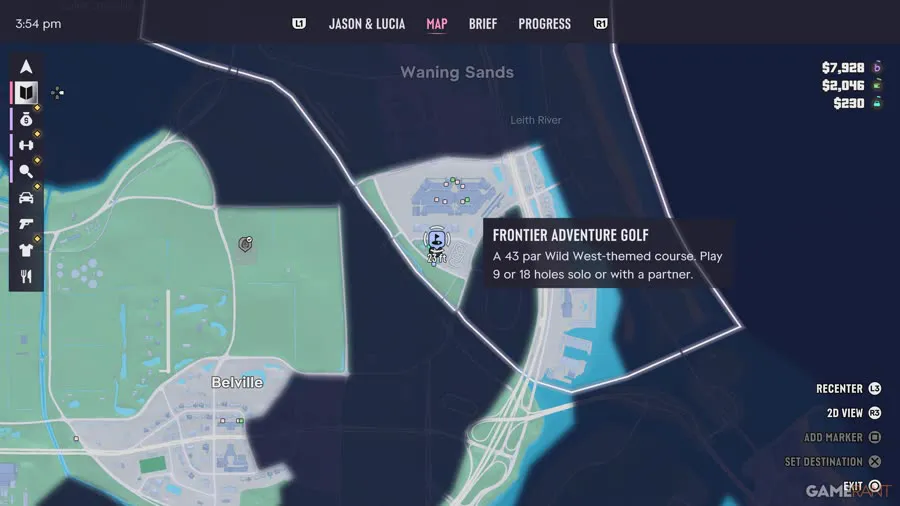 3:54 pm
L1
JASON & LUCIA
MAP
BRIEF
PROGRESS
R1
Waning Sands
$7,928
$2,046
$230
Leith River
FRONTIER ADVENTURE GOLF
A 43 par Wild West-themed course. Play
9 or 18 holes solo or with a partner.
23 ft
Belville
RECENTER L3
2D VIEW R3
ADD MARKER
SET DESTINATION
EXIT
GAMERANT